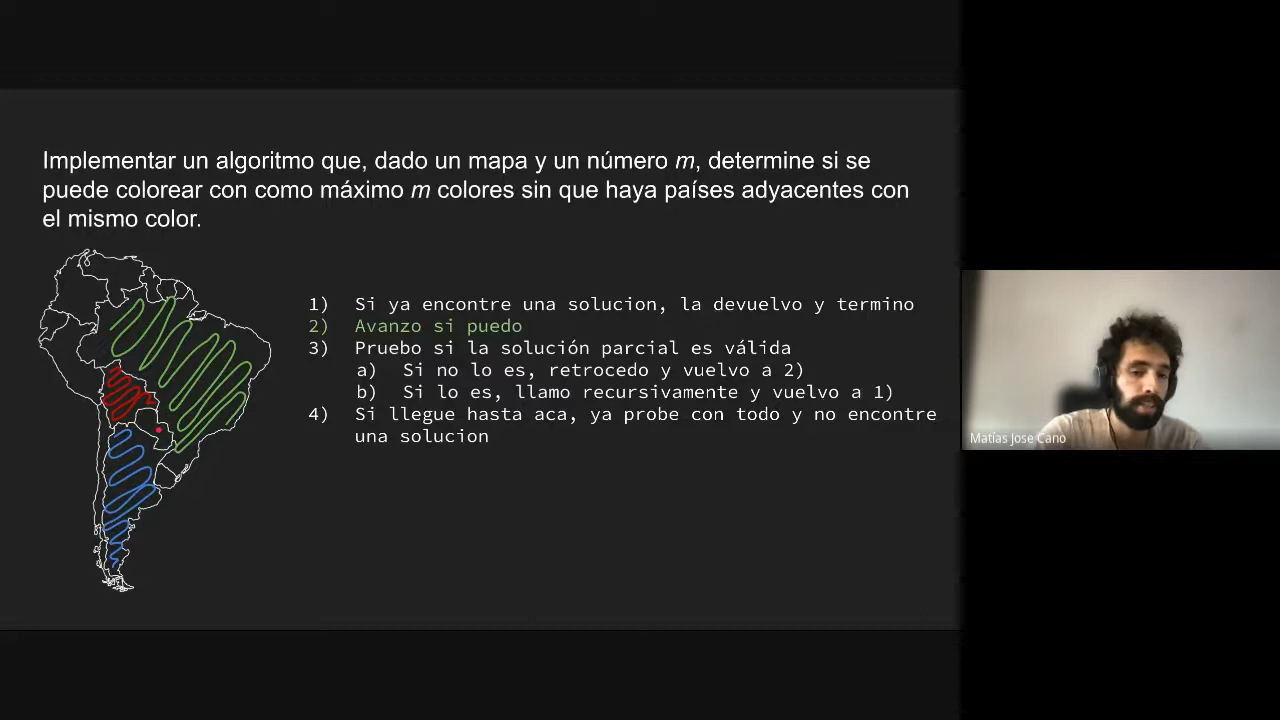 Implementar un algoritmo que, dado un mapa y un número m, determine si se
puede colorear con como máximo m colores sin que haya países adyacentes con
el mismo color.
1) Si ya encontre una solucion, la devuelvo y termino
2) Avanzo si puedo
3) Pruebo si la solución parcial es válida
a) Si no lo es, retrocedo y vuelvo a 2)
b) Si lo es, llamo recursivamente y vuelvo a 1)
4) Si llegue hasta aca, ya probe con todo y no encontre
una solucion
Matías Jose Cano